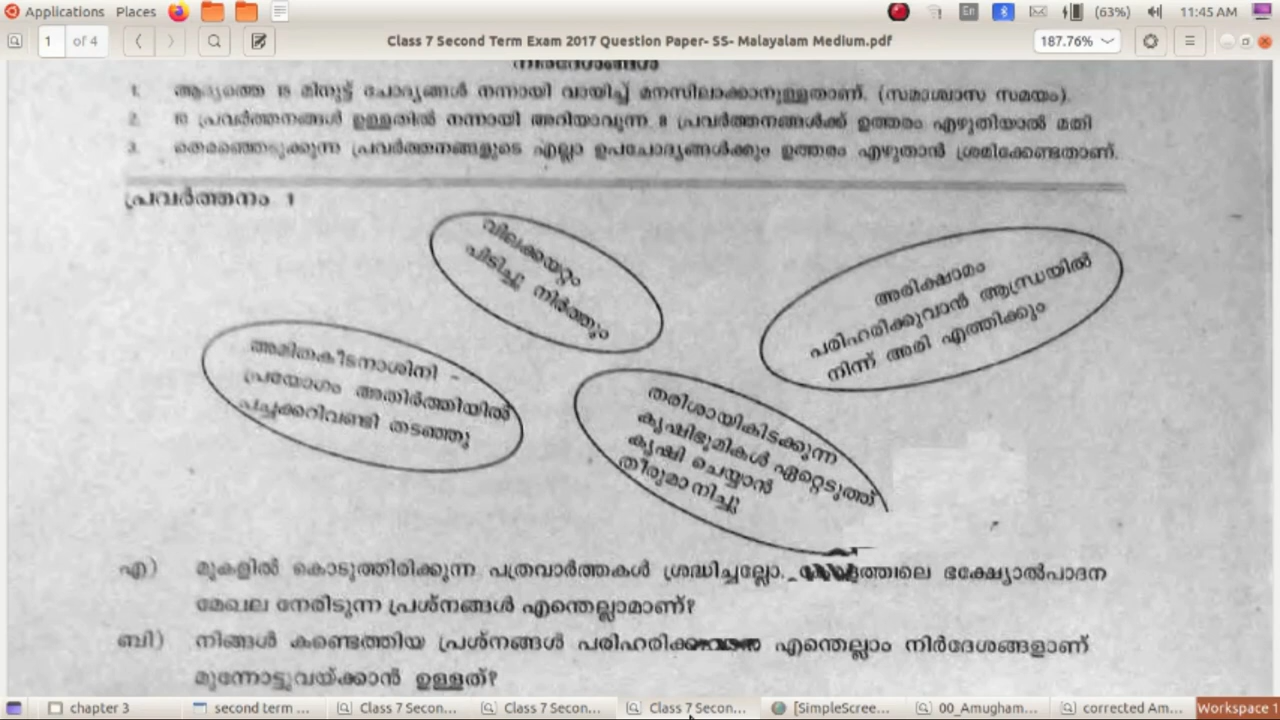 Applications Places En (63%) 11:45 AM
1 of 4 Class 7 Second Term Exam 2017 Question Paper- SS- Malayalam Medium.pdf 187.76%
നിര്‍ദേശങ്ങള്‍
1. ആദ്യത്തെ 15 മിനുട്ട് ചോദ്യങ്ങൾ നന്നായി വായിച്ച് മനസിലാക്കാനുള്ളതാണ്. (സമാശ്വാസ സമയം).
2. 10 പ്രവർത്തനങ്ങൾ ഉള്ളതിൽ നന്നായി അറിയാവുന്ന 8 പ്രവർത്തനങ്ങൾക്ക് ഉത്തരം എഴുതിയാൽ മതി
3. തെരഞ്ഞെടുക്കുന്ന പ്രവർത്തനങ്ങളുടെ എല്ലാ ഉപചോദ്യങ്ങൾക്കും ഉത്തരം എഴുതാൻ ശ്രമിക്കേണ്ടതാണ്.
പ്രവർത്തനം 1
വിലക്കയറ്റം
പിടിച്ചു നിർത്തും
അരിക്ഷാമം
പരിഹരിക്കുവാൻ ആന്ധ്രയിൽ
നിന്ന് അരി എത്തിക്കും
അമിതകീടനാശിനി -
പ്രയോഗം അതിർത്തിയിൽ
പച്ചക്കറിവണ്ടി തടഞ്ഞു
തരിശായികിടക്കുന്ന
കൃഷിഭൂമികൾ ഏറ്റെടുത്ത്
കൃഷി ചെയ്യാൻ
തീരുമാനിച്ചു
എ) മുകളിൽ കൊടുത്തിരിക്കുന്ന പത്രവാർത്തകൾ ശ്രദ്ധിച്ചല്ലോ. ഭക്ഷ്യോൽപാദന
മേഖല നേരിടുന്ന പ്രശ്നങ്ങൾ എന്തെല്ലാമാണ്?
ബി) നിങ്ങൾ കണ്ടെത്തിയ പ്രശ്നങ്ങൾ എന്തെല്ലാം നിർദേശങ്ങളാണ്
മുന്നോട്ടുവയ്ക്കാൻ ഉള്ളത്?
chapter 3 second term ... Class 7 Secon... Class 7 Secon... Class 7 Secon... [SimpleScree... 00_Amugham... corrected Am... Workspace 1